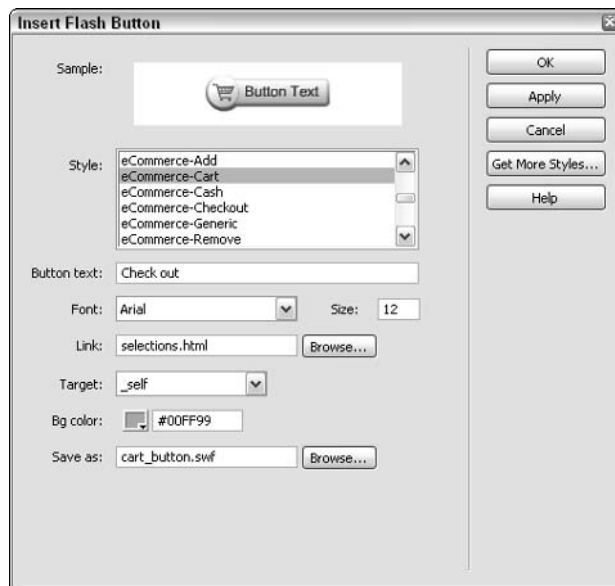 Insert Flash Button
Sample:
Button Text
Style:
eCommerce-Add
eCommerce-Cart
eCommerce-Cash
eCommerce-Checkout
eCommerce-Generic
eCommerce-Remove
Button text: Check out
Font: Arial Size: 12
Link: selections.html Browse...
Target: _self
Bg color: #00FF99
Save as: cart_button.swf Browse...
OK
Apply
Cancel
Get More Styles...
Help